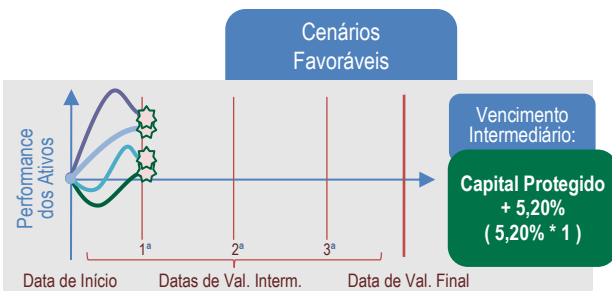 Cenários
Favoráveis
Performance
dos Ativos
Vencimento
Intermediário:
Capital Protegido
+ 5,20%
( 5,20% * 1 )
1ª
2ª
3ª
Data de Início
Datas de Val. Interm.
Data de Val. Final